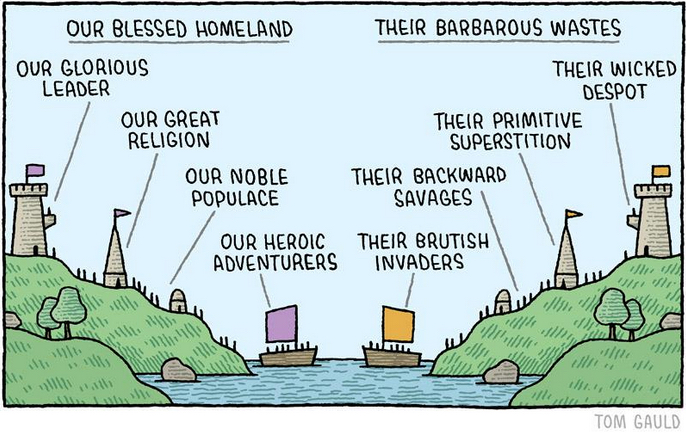 OUR BLESSED HOMELAND
THEIR BARBAROUS WASTES
OUR GLORIOUS
LEADER
OUR GREAT
RELIGION
OUR NOBLE
POPULACE
OUR HEROIC
ADVENTURERS
THEIR WICKED
DESPOT
THEIR PRIMITIVE
SUPERSTITION
THEIR BACKWARD
SAVAGES
THEIR BRUTISH
INVADERS
TOM GAULD